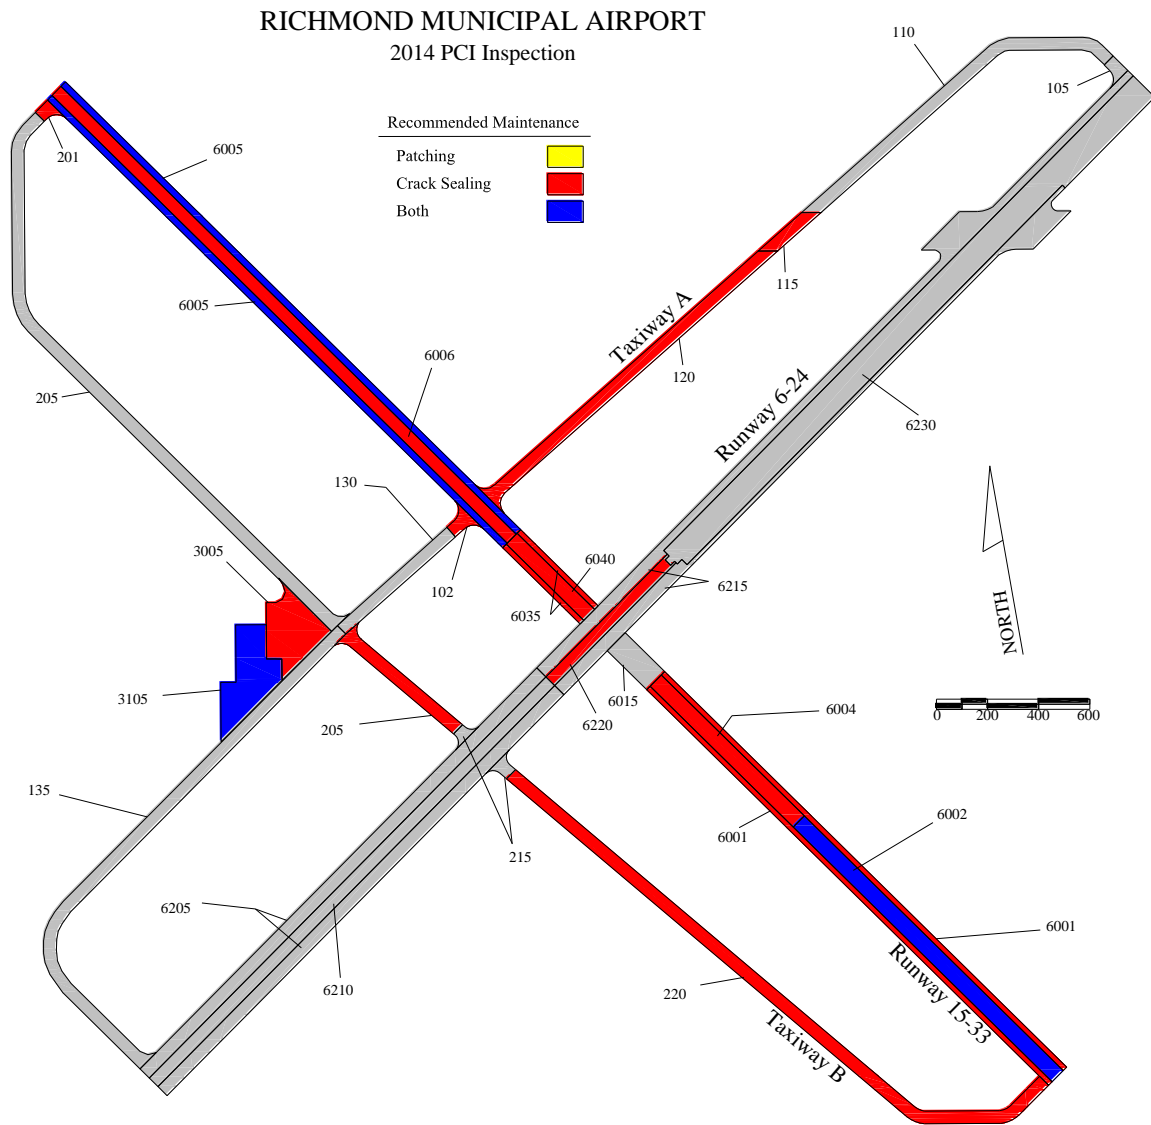 RICHMOND MUNICIPAL AIRPORT
2014 PCI Inspection
110
105
Recommended Maintenance
Patching
Crack Sealing
Both
201
6005
6005
115
Taxiway A
120
6006
205
Runway 6-24
6230
130
3005
102
6040
6035
6215
NORTH
3105
205
6220
6015
6004
0 200 400 600
135
6001
6002
215
6205
6210
220
6001
Runway 15-33
Taxiway B